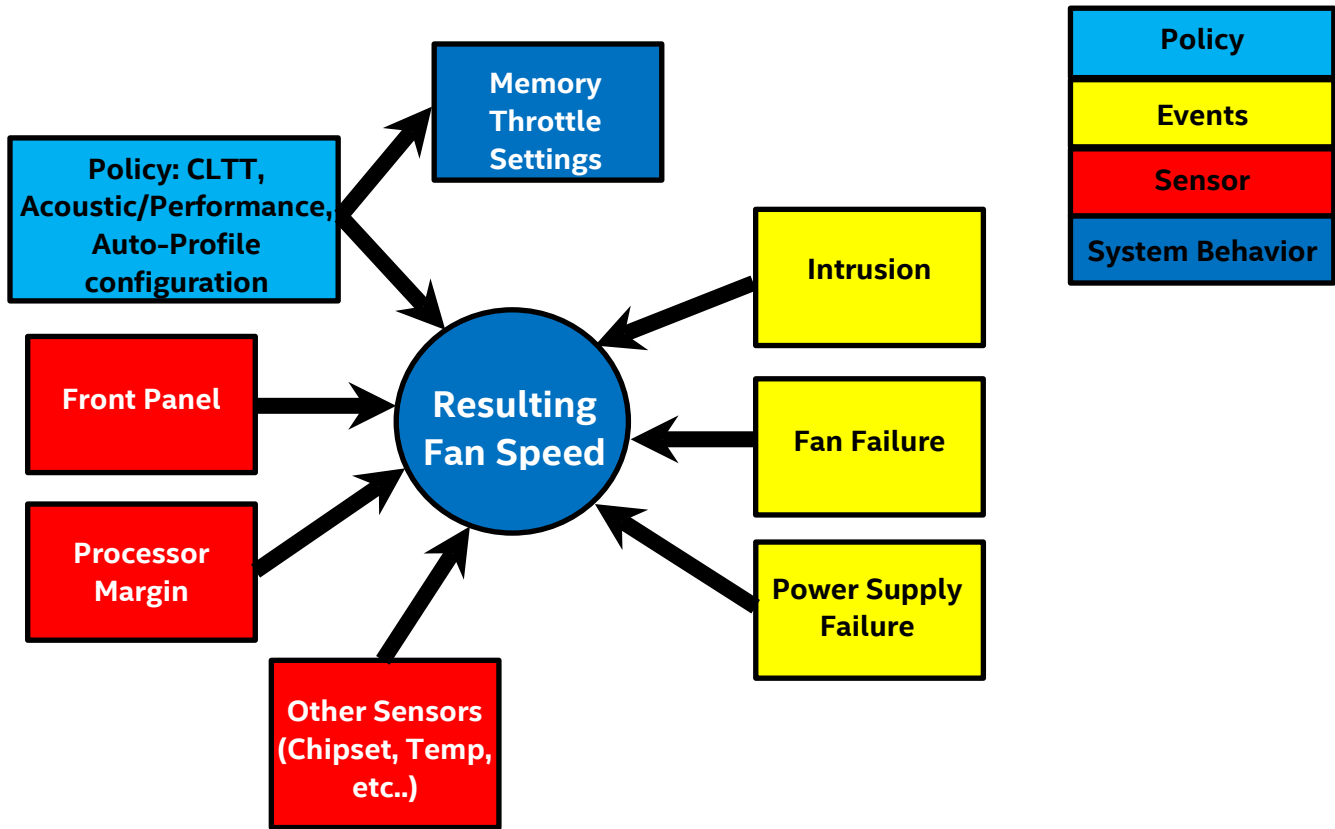 Memory
Throttle
Settings
Policy: CLTT,
Acoustic/Performance,
Auto-Profile
configuration
Front Panel
Processor
Margin
Other Sensors
(Chipset, Temp,
etc..)
Resulting
Fan Speed
Intrusion
Fan Failure
Power Supply
Failure
Policy
Events
Sensor
System Behavior